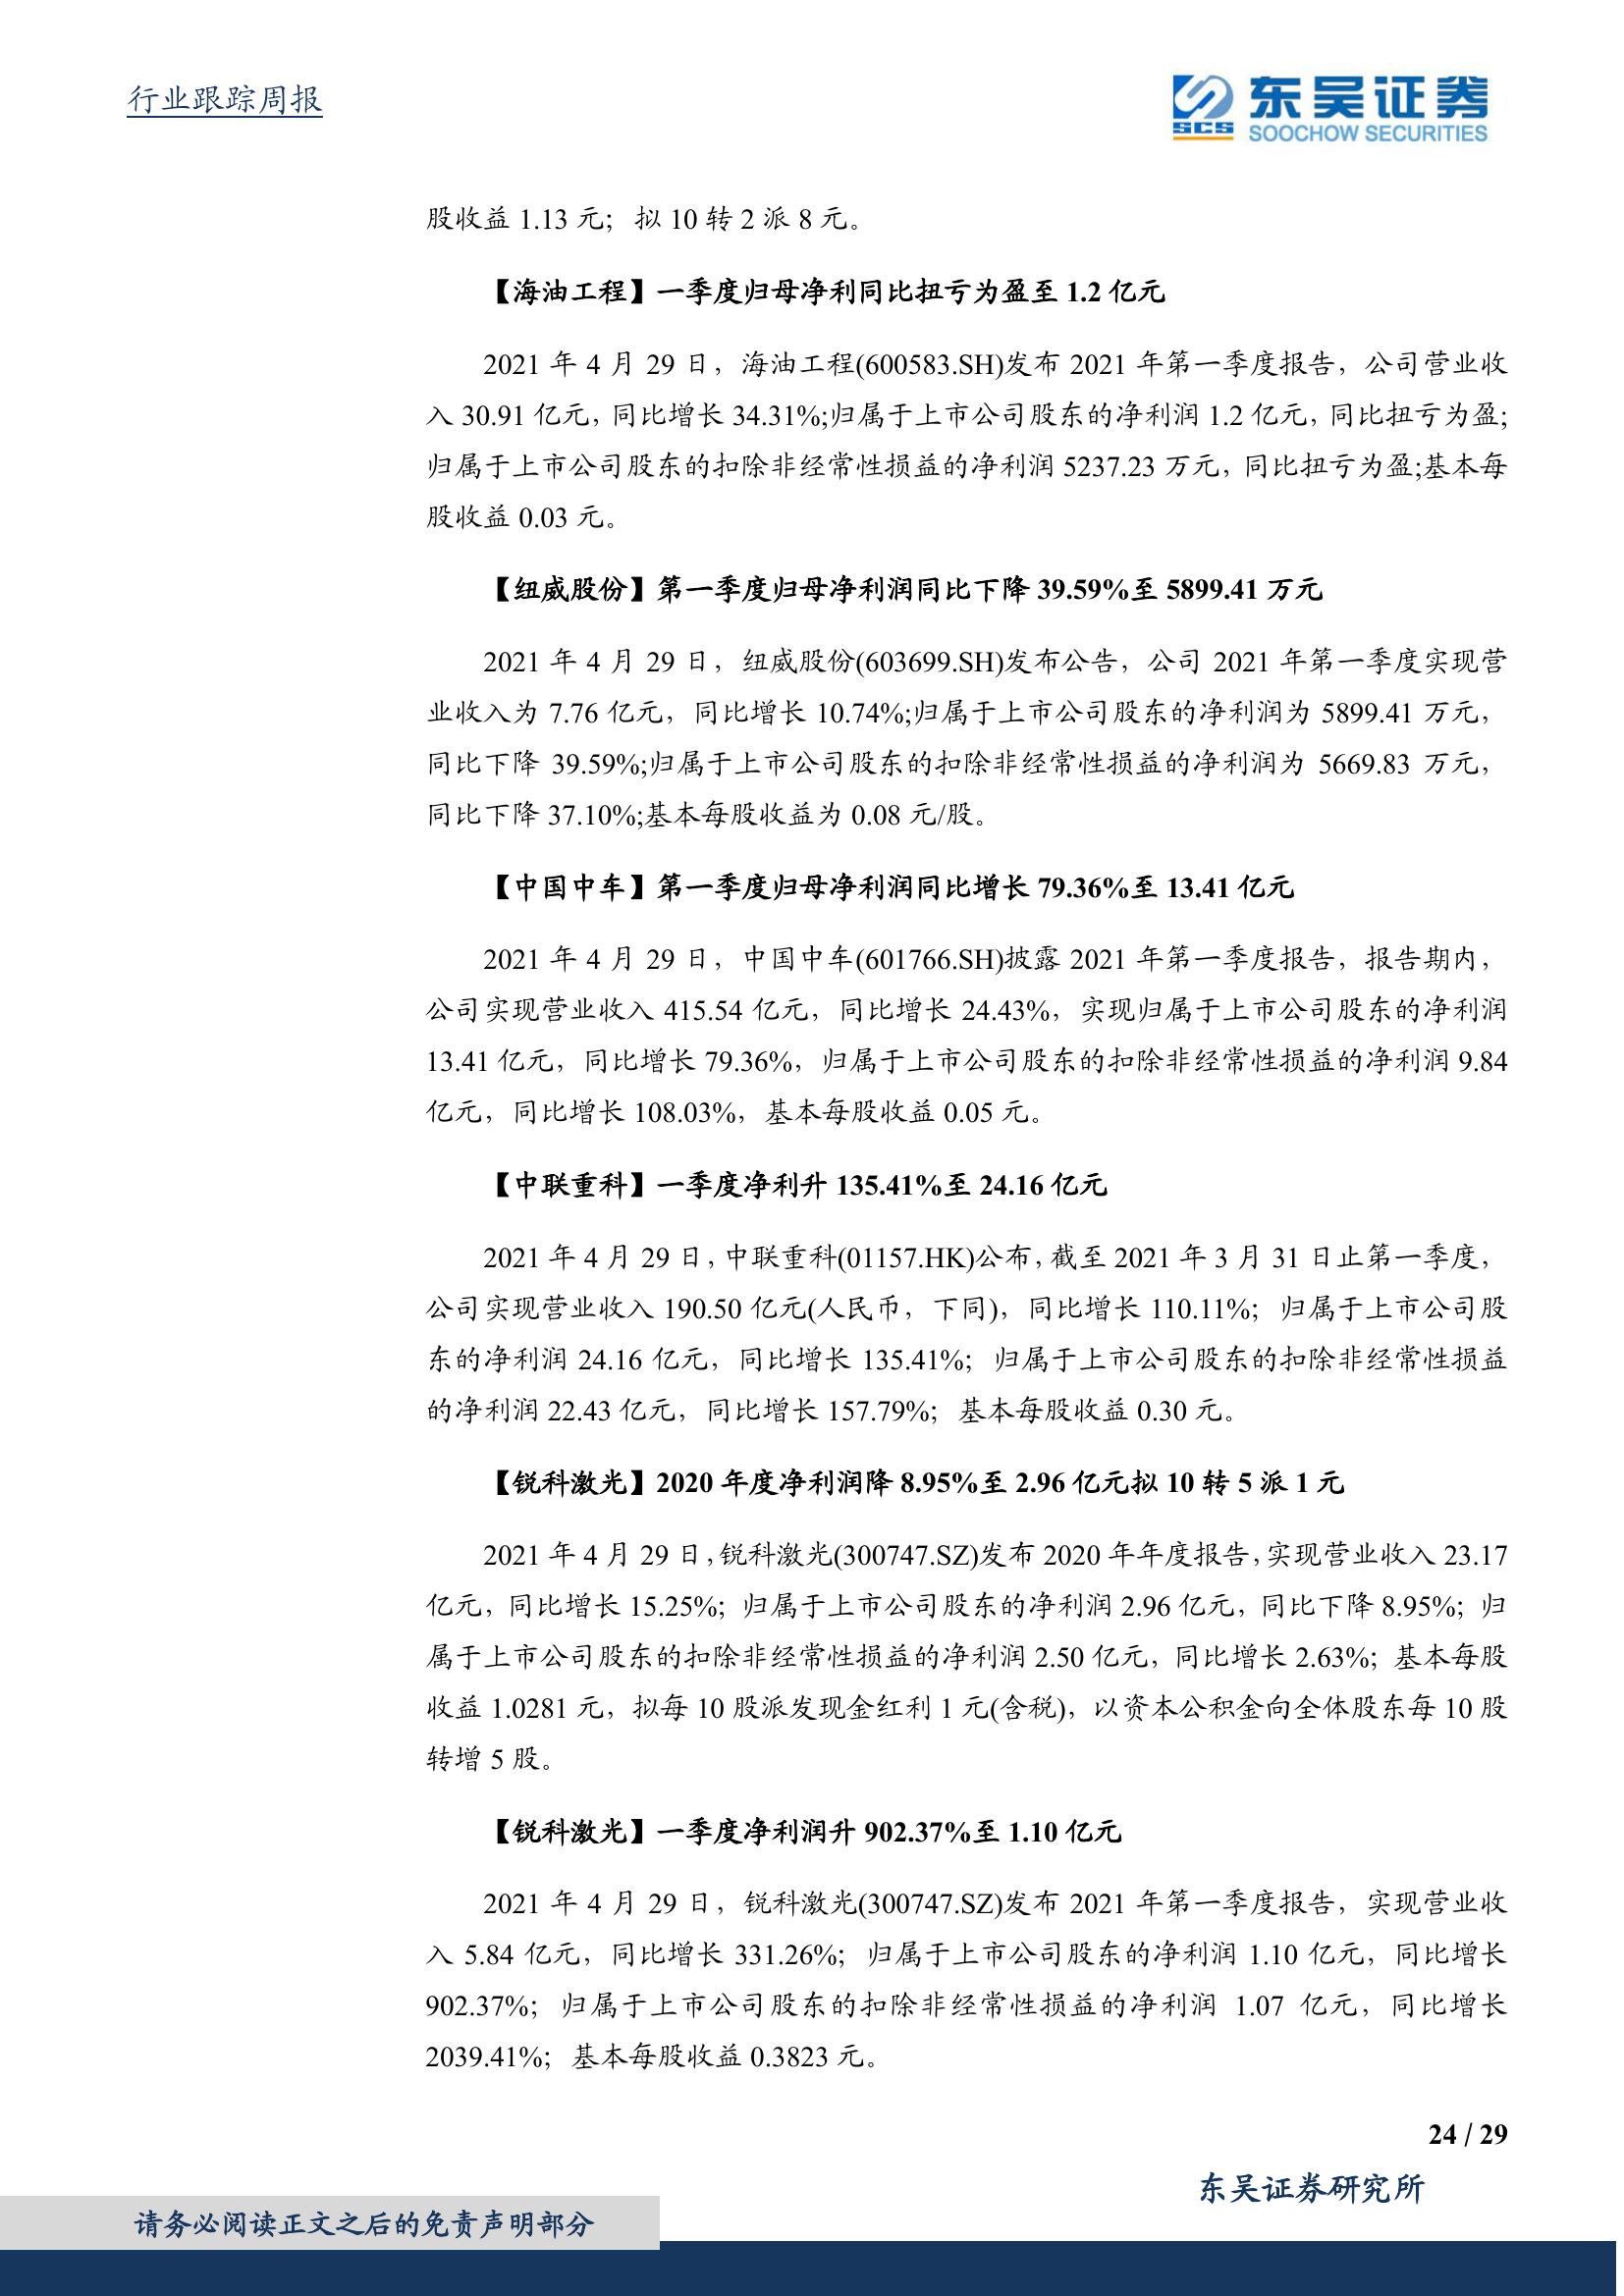 行业跟踪周报
SCS
东吴证券
SOOCHOW SECURITIES
股收益 1.13 元；拟 10 转 2 派 8 元。
【海油工程】一季度归母净利同比扭亏为盈至 1.2 亿元
2021 年 4 月 29 日，海油工程(600583.SH)发布 2021 年第一季度报告，公司营业收
入 30.91 亿元，同比增长 34.31%;归属于上市公司股东的净利润 1.2 亿元，同比扭亏为盈;
归属于上市公司股东的扣除非经常性损益的净利润 5237.23 万元，同比扭亏为盈;基本每
股收益 0.03 元。
【纽威股份】第一季度归母净利润同比下降 39.59%至 5899.41 万元
2021 年 4 月 29 日，纽威股份(603699.SH)发布公告，公司 2021 年第一季度实现营
业收入为 7.76 亿元，同比增长 10.74%;归属于上市公司股东的净利润为 5899.41 万元，
同比下降 39.59%;归属于上市公司股东的扣除非经常性损益的净利润为 5669.83 万元，
同比下降 37.10%;基本每股收益为 0.08 元/股。
【中国中车】第一季度归母净利润同比增长 79.36%至 13.41 亿元
2021 年 4 月 29 日，中国中车(601766.SH)披露 2021 年第一季度报告，报告期内，
公司实现营业收入 415.54 亿元，同比增长 24.43%，实现归属于上市公司股东的净利润
13.41 亿元，同比增长 79.36%，归属于上市公司股东的扣除非经常性损益的净利润 9.84
亿元，同比增长 108.03%，基本每股收益 0.05 元。
【中联重科】一季度净利升 135.41%至 24.16 亿元
2021 年 4 月 29 日，中联重科(01157.HK)公布，截至 2021 年 3 月 31 日止第一季度，
公司实现营业收入 190.50 亿元(人民币，下同)，同比增长 110.11%；归属于上市公司股
东的净利润 24.16 亿元，同比增长 135.41%；归属于上市公司股东的扣除非经常性损益
的净利润 22.43 亿元，同比增长 157.79%；基本每股收益 0.30 元。
【锐科激光】2020 年度净利润降 8.95%至 2.96 亿元拟 10 转 5 派 1 元
2021 年 4 月 29 日，锐科激光(300747.SZ)发布 2020 年年度报告，实现营业收入 23.17
亿元，同比增长 15.25%；归属于上市公司股东的净利润 2.96 亿元，同比下降 8.95%；归
属于上市公司股东的扣除非经常性损益的净利润 2.50 亿元，同比增长 2.63%；基本每股
收益 1.0281 元，拟每 10 股派发现金红利 1 元(含税)，以资本公积金向全体股东每 10 股
转增 5 股。
【锐科激光】一季度净利润升 902.37%至 1.10 亿元
2021 年 4 月 29 日，锐科激光(300747.SZ)发布 2021 年第一季度报告，实现营业收
入 5.84 亿元，同比增长 331.26%；归属于上市公司股东的净利润 1.10 亿元，同比增长
902.37%；归属于上市公司股东的扣除非经常性损益的净利润 1.07 亿元，同比增长
2039.41%；基本每股收益 0.3823 元。
24 / 29
东吴证券研究所
请务必阅读正文之后的免责声明部分